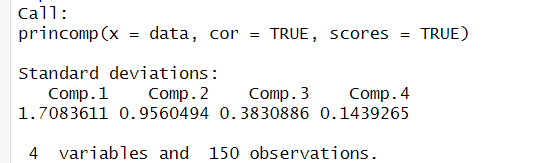 Call:
princomp(x = data, cor = TRUE, scores = TRUE)
Standard deviations:
Comp.1 Comp.2 Comp.3 Comp.4
1.7083611 0.9560494 0.3830886 0.1439265
4 variables and 150 observations.